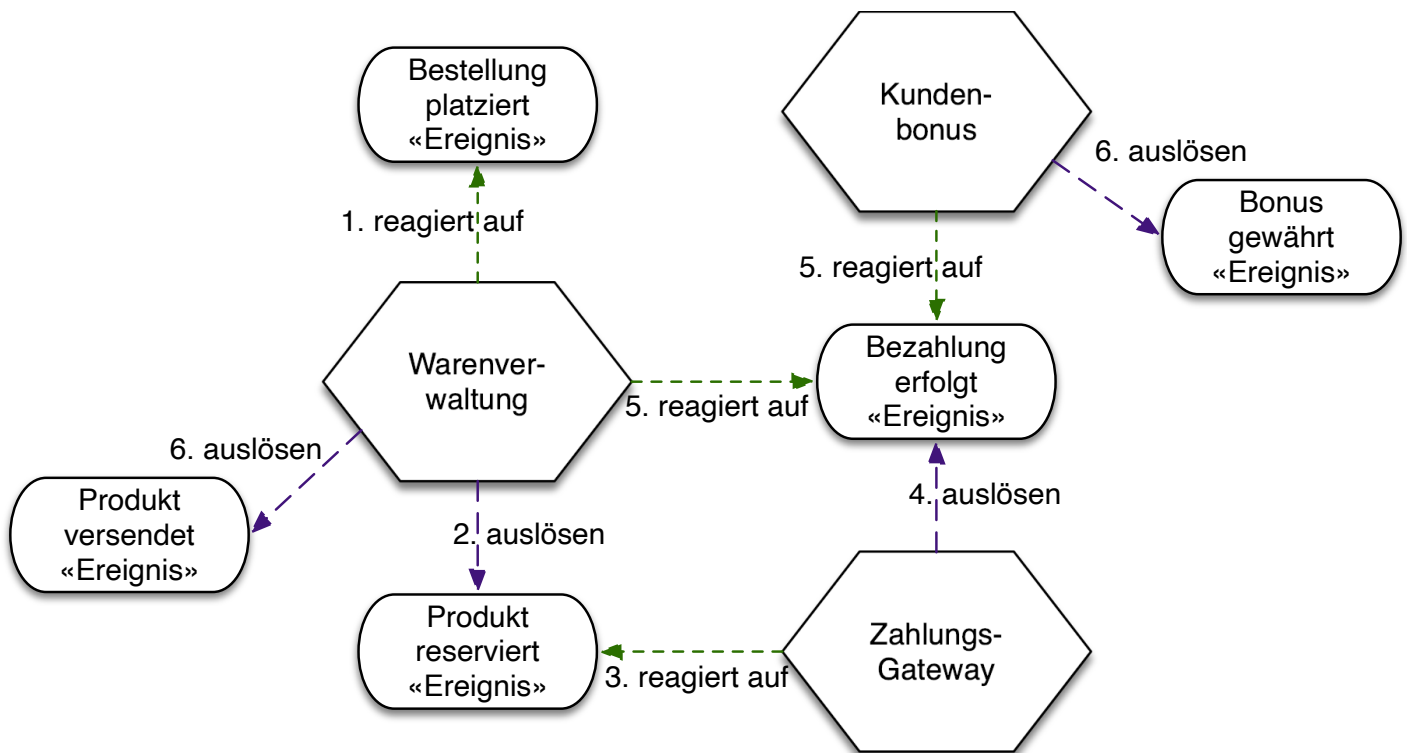 Bestellung
platziert
«Ereignis»
Kunden-
bonus
6. auslösen
Bonus
gewährt
«Ereignis»
1. reagiert auf
5. reagiert auf
Warenver-
waltung
5. reagiert auf
Bezahlung
erfolgt
«Ereignis»
6. auslösen
Produkt
versendet
«Ereignis»
2. auslösen
4. auslösen
Produkt
reserviert
«Ereignis»
3. reagiert auf
Zahlungs-
Gateway